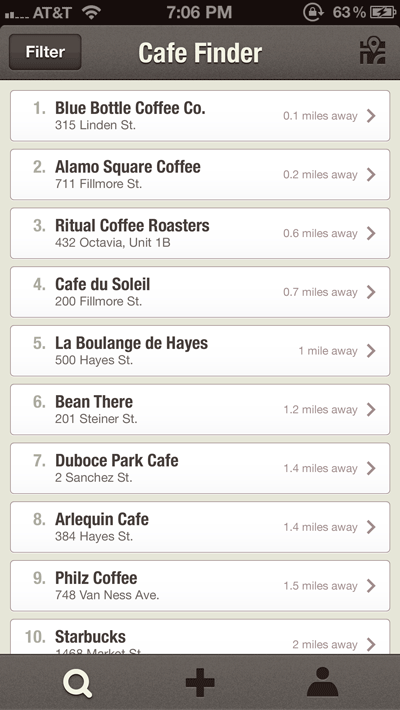 AT&T 7:06 PM 63%
Filter Cafe Finder
1. Blue Bottle Coffee Co.
315 Linden St.
0.1 miles away
2. Alamo Square Coffee
711 Fillmore St.
0.2 miles away
3. Ritual Coffee Roasters
432 Octavia, Unit 1B
0.6 miles away
4. Cafe du Soleil
200 Fillmore St.
0.7 miles away
5. La Boulange de Hayes
500 Hayes St.
1 mile away
6. Bean There
201 Steiner St.
1.2 miles away
7. Duboce Park Cafe
2 Sanchez St.
1.4 miles away
8. Arlequin Cafe
384 Hayes St.
1.4 miles away
9. Philz Coffee
748 Van Ness Ave.
1.5 miles away
10. Starbucks
1468 Market St.
2 miles away